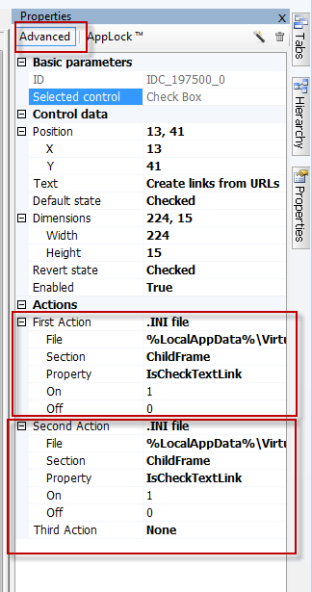 Properties x
Advanced AppLock ™
Basic parameters
ID IDC_197500_0
Selected control Check Box
Control data
Position 13, 41
X 13
Y 41
Text Create links from URLs
Default state Checked
Dimensions 224, 15
Width 224
Height 15
Revert state Checked
Enabled True
Actions
First Action .INI file
File %LocalAppData%\Virtu
Section ChildFrame
Property IsCheckTextLink
On 1
Off 0
Second Action .INI file
File %LocalAppData%\Virtu
Section ChildFrame
Property IsCheckTextLink
On 1
Off 0
Third Action None
Tabs
Hierarchy
Properties